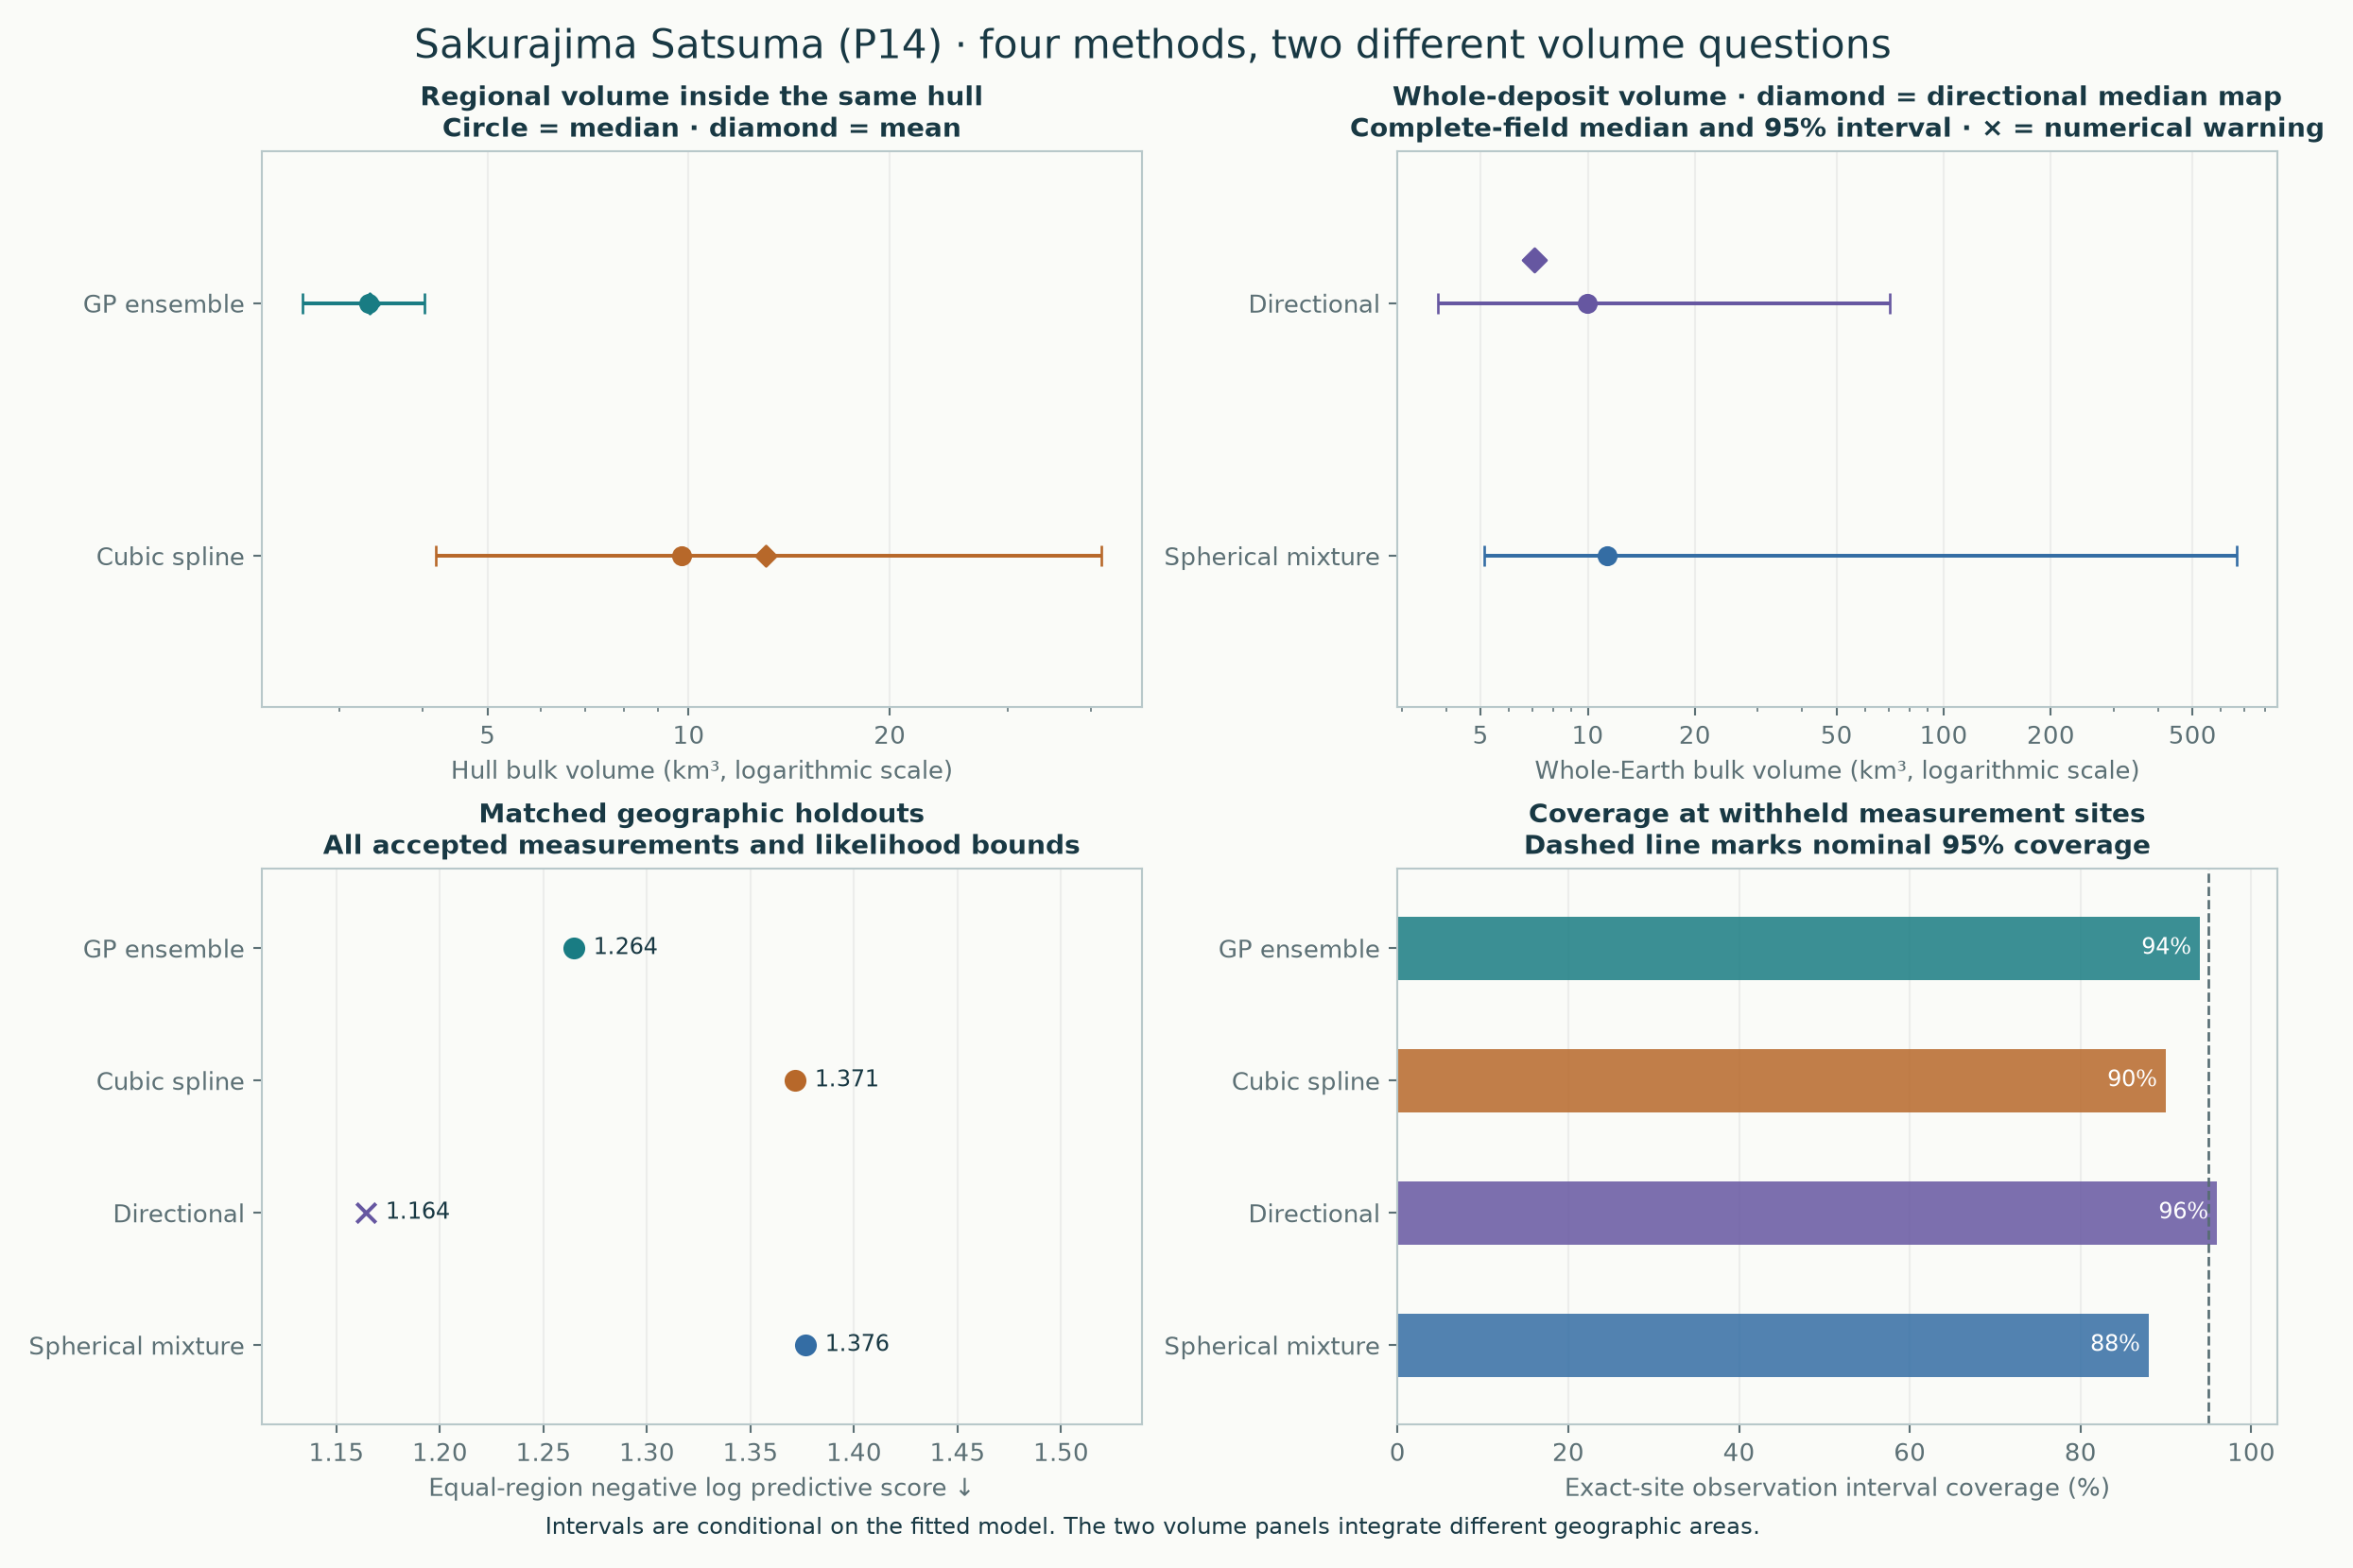 Sakurajima Satsuma (P14) · four methods, two different volume questions
Regional volume inside the same hull
Circle = median · diamond = mean
GP ensemble
Cubic spline
5 10 20
Hull bulk volume (km³, logarithmic scale)
Whole-deposit volume · diamond = directional median map
Complete-field median and 95% interval · × = numerical warning
Directional
Spherical mixture
5 10 20 50 100 200 500
Whole-Earth bulk volume (km³, logarithmic scale)
Matched geographic holdouts
All accepted measurements and likelihood bounds
GP ensemble
1.264
Cubic spline
1.371
Directional
1.164
Spherical mixture
1.376
1.15 1.20 1.25 1.30 1.35 1.40 1.45 1.50
Equal-region negative log predictive score ↓
Coverage at withheld measurement sites
Dashed line marks nominal 95% coverage
GP ensemble
94%
Cubic spline
90%
Directional
96%
Spherical mixture
88%
0 20 40 60 80 100
Exact-site observation interval coverage (%)
Intervals are conditional on the fitted model. The two volume panels integrate different geographic areas.